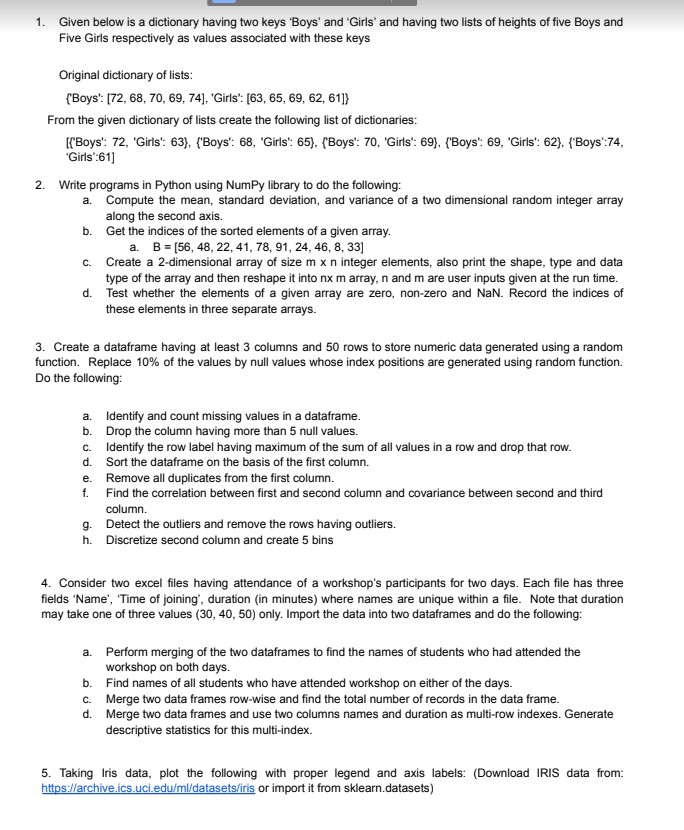 1. Given below is a dictionary having two keys ‘Boys’ and ‘Girls’ and having two lists of heights of five Boys and
Five Girls respectively as values associated with these keys
Original dictionary of lists:
{'Boys': [72, 68, 70, 69, 74], 'Girls': [63, 65, 69, 62, 61]}
From the given dictionary of lists create the following list of dictionaries:
[{'Boys': 72, 'Girls': 63}, {'Boys': 68, 'Girls': 65}, {'Boys': 70, 'Girls': 69}, {'Boys': 69, 'Girls': 62}, {‘Boys’:74,
‘Girls’:61]
2. Write programs in Python using NumPy library to do the following:
a. Compute the mean, standard deviation, and variance of a two dimensional random integer array
along the second axis.
b. Get the indices of the sorted elements of a given array.
a. B = [56, 48, 22, 41, 78, 91, 24, 46, 8, 33]
c. Create a 2-dimensional array of size m x n integer elements, also print the shape, type and data
type of the array and then reshape it into nx m array, n and m are user inputs given at the run time.
d. Test whether the elements of a given array are zero, non-zero and NaN. Record the indices of
these elements in three separate arrays.
3. Create a dataframe having at least 3 columns and 50 rows to store numeric data generated using a random
function. Replace 10% of the values by null values whose index positions are generated using random function.
Do the following:
a. Identify and count missing values in a dataframe.
b. Drop the column having more than 5 null values.
c. Identify the row label having maximum of the sum of all values in a row and drop that row.
d. Sort the dataframe on the basis of the first column.
e. Remove all duplicates from the first column.
f. Find the correlation between first and second column and covariance between second and third
column.
g. Detect the outliers and remove the rows having outliers.
h. Discretize second column and create 5 bins
4. Consider two excel files having attendance of a workshop’s participants for two days. Each file has three
fields ‘Name’, ‘Time of joining’, duration (in minutes) where names are unique within a file. Note that duration
may take one of three values (30, 40, 50) only. Import the data into two dataframes and do the following:
a. Perform merging of the two dataframes to find the names of students who had attended the
workshop on both days.
b. Find names of all students who have attended workshop on either of the days.
c. Merge two data frames row-wise and find the total number of records in the data frame.
d. Merge two data frames and use two columns names and duration as multi-row indexes. Generate
descriptive statistics for this multi-index.
5. Taking Iris data, plot the following with proper legend and axis labels: (Download IRIS data from:
https://archive.ics.uci.edu/ml/datasets/iris or import it from sklearn.datasets)